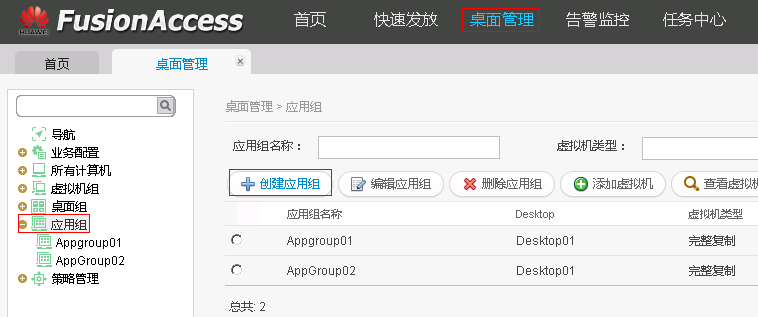 HUAWEI FusionAccess 首页 快速发放 桌面管理 告警监控 任务中心
首页 桌面管理
导航
业务配置
所有计算机
虚拟机组
桌面组
应用组
Appgroup01
AppGroup02
策略管理
桌面管理 > 应用组
应用组名称： 虚拟机类型：
创建应用组 编辑应用组 删除应用组 添加虚拟机 查看虚拟机
应用组名称 Desktop 虚拟机类型
Appgroup01 Desktop01 完整复制
AppGroup02 Desktop01 完整复制
总共: 2